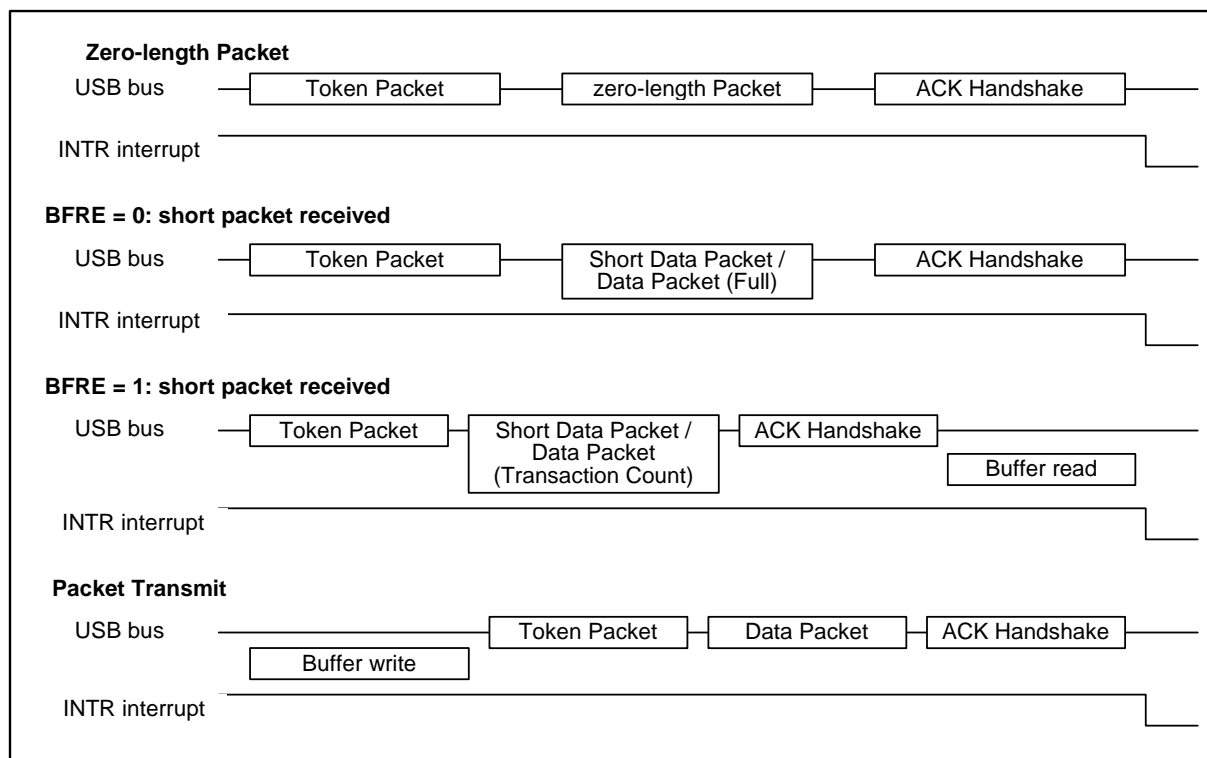 Zero-length Packet
USB bus
Token Packet
zero-length Packet
ACK Handshake
INTR interrupt
BFRE = 0: short packet received
USB bus
Token Packet
Short Data Packet /
Data Packet (Full)
ACK Handshake
INTR interrupt
BFRE = 1: short packet received
USB bus
Token Packet
Short Data Packet /
Data Packet
(Transaction Count)
ACK Handshake
Buffer read
INTR interrupt
Packet Transmit
USB bus
Token Packet
Data Packet
ACK Handshake
Buffer write
INTR interrupt